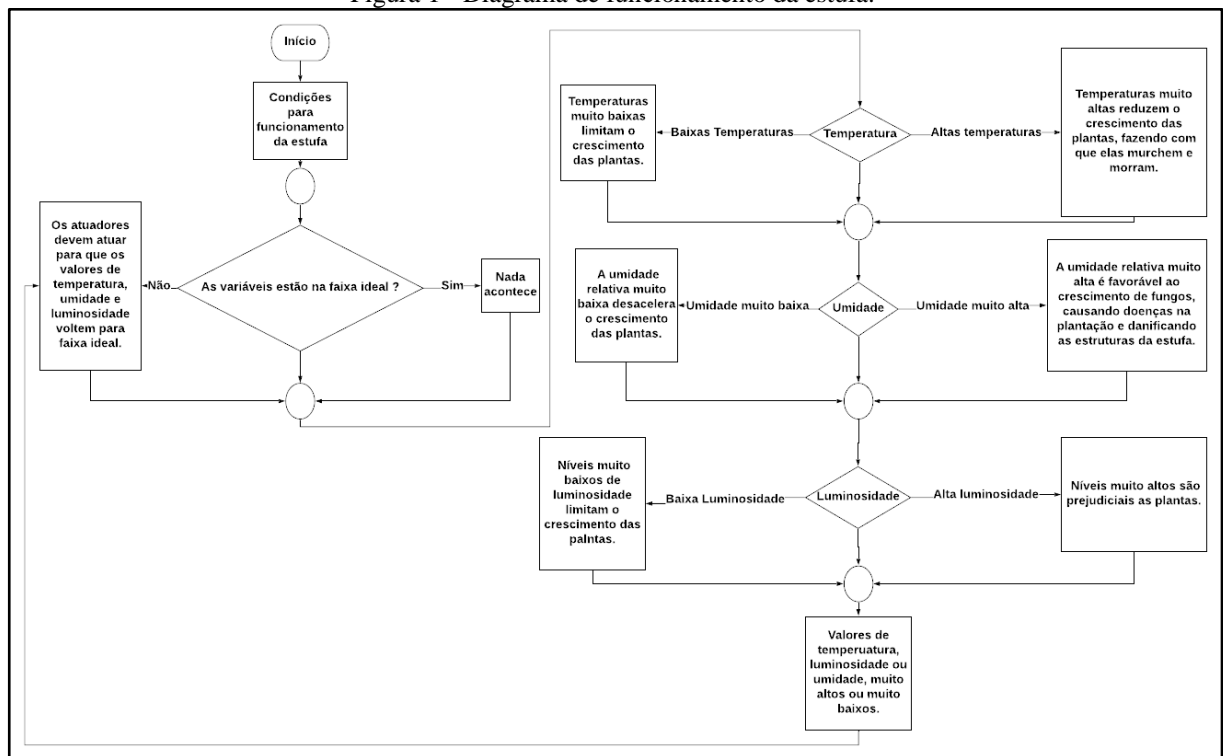 Figura 1 - Diagrama de funcionamento da estufa.
Início
Condições
para
funcionamento
da estufa
As variáveis estão na faixa ideal ?
Não
Os atuadores
devem atuar
para que os
valores de
temperatura,
umidade e
luminosidade
voltem para
faixa ideal.
Sim
Nada
acontece
Temperatura
Baixas Temperaturas
Temperaturas
muito baixas
limitam o
crescimento
das plantas.
Altas temperaturas
Temperaturas muito
altas reduzem o
crescimento das
plantas, fazendo com
que elas murchem e
morram.
Umidade
Umidade muito baixa
A umidade
relativa muito
baixa desacelera
o crescimento
das plantas.
Umidade muito alta
A umidade relativa muito
alta é favorável ao
crescimento de fungos,
causando doenças na
plantação e danificando
as estruturas da estufa.
Luminosidade
Baixa Luminosidade
Níveis muito
baixos de
luminosidade
limitam o
crescimento das
palntas.
Alta luminosidade
Níveis muito altos são
prejudiciais as plantas.
Valores de
temperuatura,
luminosidade ou
umidade, muito
altos ou muito
baixos.